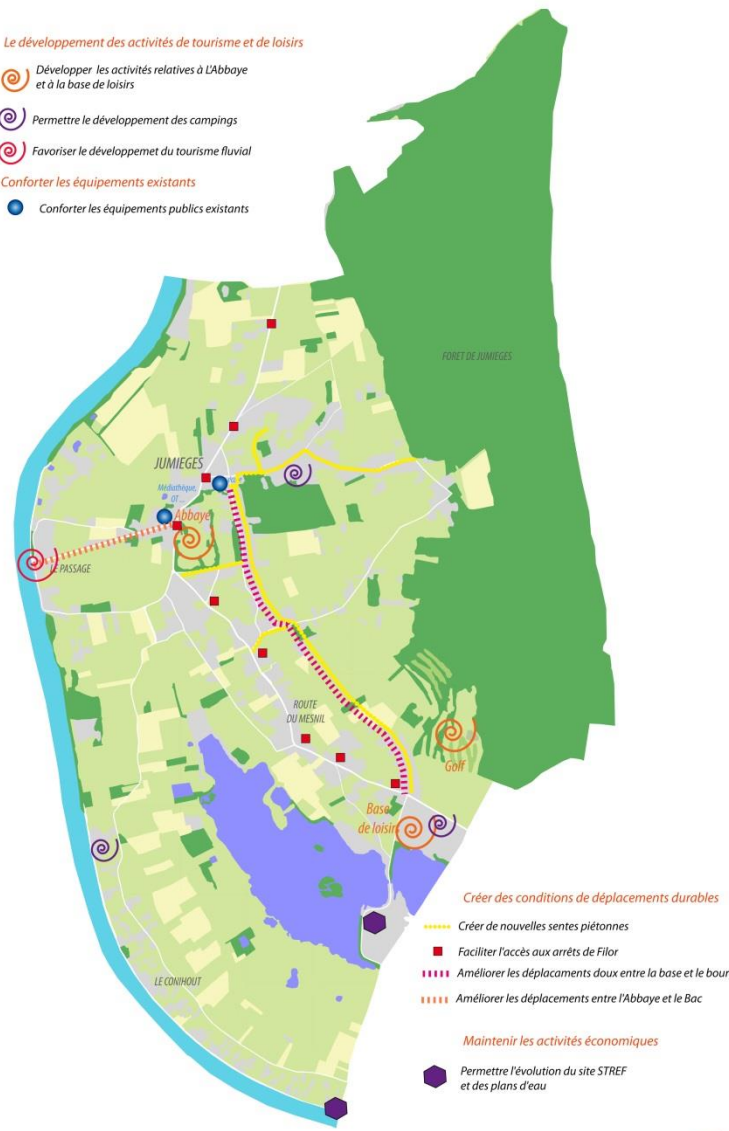 Le développement des activités de tourisme et de loisirs
Développer les activités relatives à L'Abbaye
et à la base de loisirs
Permettre le développement des campings
Favoriser le développemet du tourisme fluvial
Conforter les équipements existants
Conforter les équipements publics existants
FORET DE JUMIEGES
JUMIEGES
Médiathèque,
OT ...
Abbaye
LE PASSAGE
ROUTE
DU MESNIL
Golf
Base
de loisirs
LE CONIHOUT
Créer des conditions de déplacements durables
Créer de nouvelles sentes piétonnes
Faciliter l'accès aux arrêts de Filor
Améliorer les déplacaments doux entre la base et le bour
Améliorer les déplacements entre l'Abbaye et le Bac
Maintenir les activités économiques
Permettre l'évolution du site STREF
et des plans d'eau